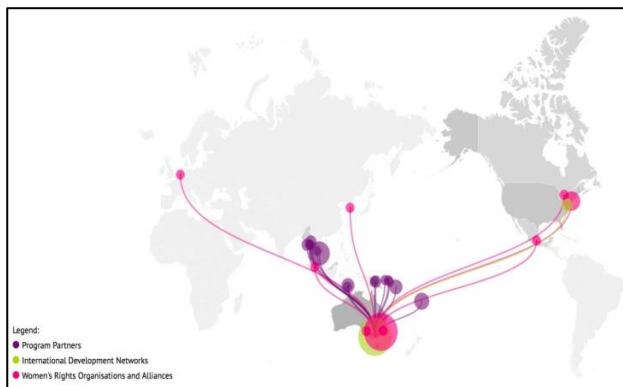 Legend:
Program Partners
International Development Networks
Women's Rights Organisations and Alliances